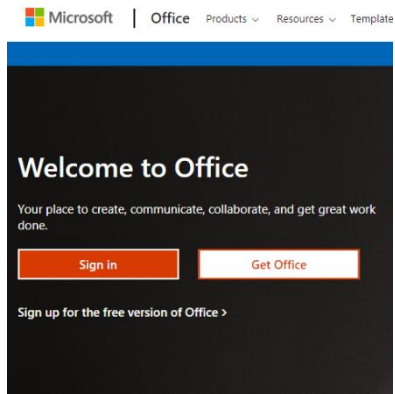 Microsoft Office Products Resources Template
Welcome to Office
Your place to create, communicate, collaborate, and get great work
done.
Sign in Get Office
Sign up for the free version of Office >